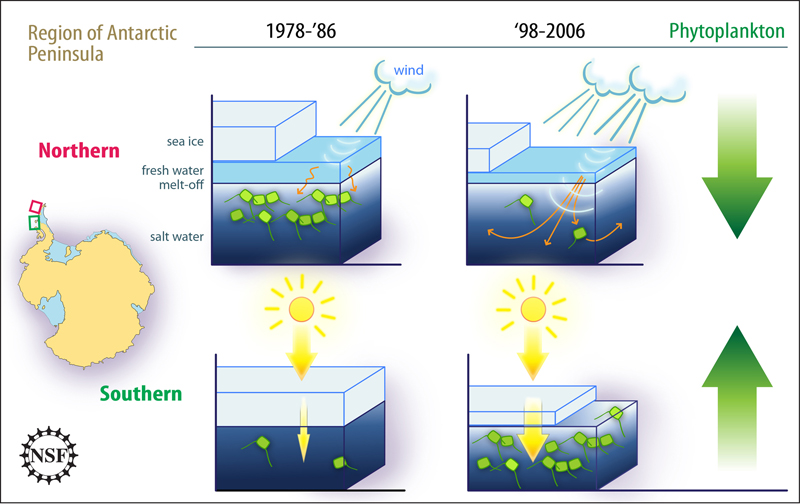 Region of Antarctic
Peninsula
1978-'86
‘98-2006
Phytoplankton
wind
Northern
sea ice
fresh water
melt-off
salt water
Southern
NSF